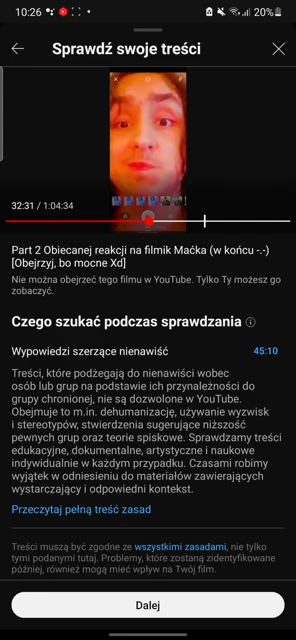 10:26
20%
Sprawdź swoje treści
32:31 / 1:04:34
Part 2 Obiecanej reakcji na filmik Maćka (w końcu -.-)
[Obejrzyj, bo mocne Xd]
Nie można obejrzeć tego filmu w YouTube. Tylko Ty możesz go
zobaczyć.
Czego szukać podczas sprawdzania
Wypowiedzi szerzące nienawiść 45:10
Treści, które podżegają do nienawiści wobec
osób lub grup na podstawie ich przynależności do
grupy chronionej, nie są dozwolone w YouTube.
Obejmuje to m.in. dehumanizację, używanie wyzwisk
i stereotypów, stwierdzenia sugerujące niższość
pewnych grup oraz teorie spiskowe. Sprawdzamy treści
edukacyjne, dokumentalne, artystyczne i naukowe
indywidualnie w każdym przypadku. Czasami robimy
wyjątek w odniesieniu do materiałów zawierających
wystarczający i odpowiedni kontekst.
Przeczytaj pełną treść zasad
Treści muszą być zgodne ze wszystkimi zasadami, nie tylko
tymi podanymi tutaj. Problemy, które zostaną zidentyfikowane
później, również mogą mieć wpływ na Twój film.
Dalej